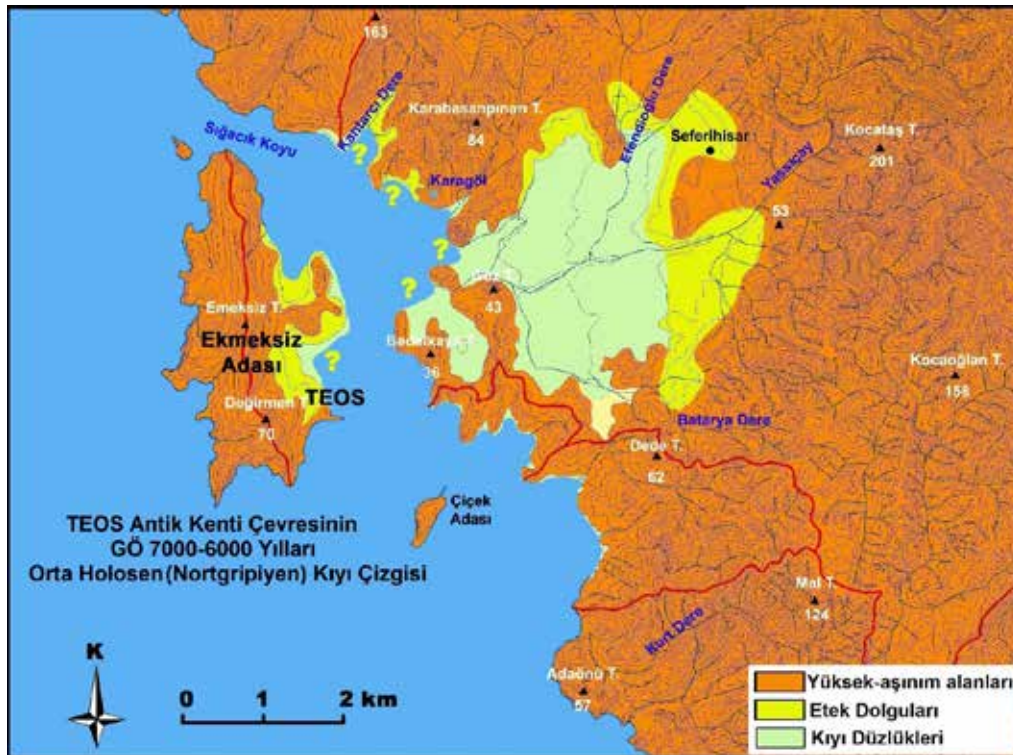 163
Kantarcı Dere
Karabasanpınarı T.
84
Efendioğlu Dere
Seferihisar
Kocataş T.
201
Sığacık Koyu
?
Karagöl
?
Yassıçay
53
?
?
43
Emeksiz T.
Ekmeksiz
Adası
?
36
TEOS
Değirmen T.
70
Kocaoğlan T.
158
Batarya Dere
Dede T.
62
Çiçek
Adası
TEOS Antik Kenti Çevresinin
GÖ 7000-6000 Yılları
Orta Holosen (Nortgripiyen) Kıyı Çizgisi
Mal T.
124
Kurt Dere
Adaönü T.
57
K
0 1 2 km
Yüksek-aşınım alanları
Etek Dolguları
Kıyı Düzlükleri